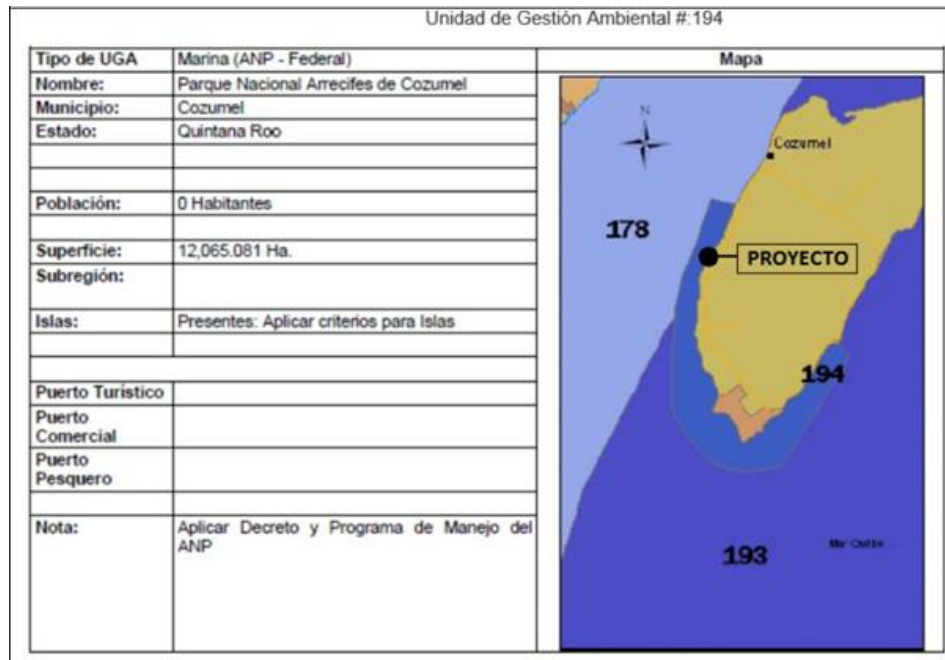 Unidad de Gestión Ambiental #:194
Tipo de UGA Marina (ANP - Federal) Mapa
Nombre: Parque Nacional Arrecifes de Cozumel
Municipio: Cozumel
Estado: Quintana Roo
Población: 0 Habitantes
Superficie: 12,065.081 Ha.
Subregión:
Islas: Presentes: Aplicar criterios para Islas
Puerto Turístico
Puerto
Comercial
Puerto
Pesquero
Nota: Aplicar Decreto y Programa de Manejo del
ANP
N
Cozumel
178
PROYECTO
194
193